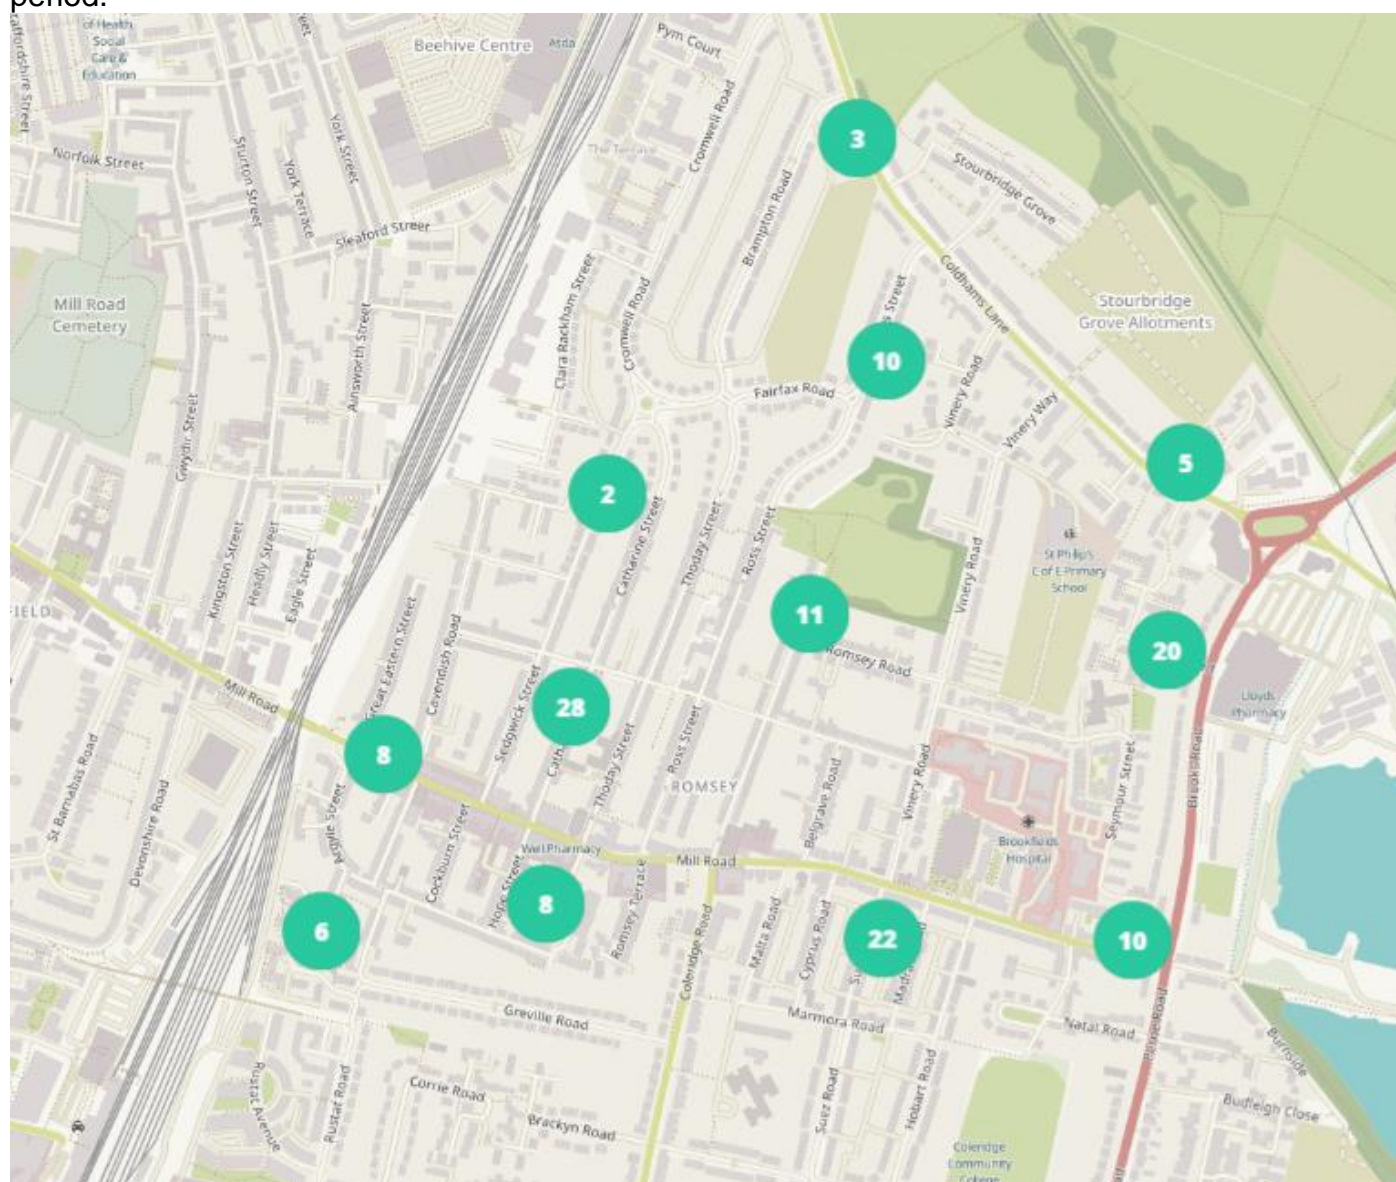 period.
of Health
Social
Care &
Education
Beehive Centre
Asda
Pym Court
Cromwell Road
3
Stourbridge Grove
Norfolk Street
Sturton Street
York Street
York Terrace
The Terrace
Brampton Road
Sleaford Street
Mill Road
Cemetery
Ainsworth Street
Clara Rackham Street
Cromwell Road
Street
Coldhams Lane
Stourbridge
Grove Allotments
10
Fairfax Road
Vinery Road
Vinery Way
Gwydir Street
5
2
Catharine Street
Thoday Street
Ross Street
Kingston Street
Headly Street
Eagle Street
St Philip's
C of E Primary
School
Vinery Road
Great Eastern Street
Cavendish Road
11
Romsey Road
20
Mill Road
Sedgwick Street
28
Cath
Thoday Street
Ross Street
Lloyds
Pharmacy
8
ROMSEY
Belgrave Road
Vinery Road
Seymour Street
Brooks Road
St Barnabas Road
Devonshire Road
Argyle Street
Cockburn Street
Well Pharmacy
Mill Road
Brookfields
Hospital
Hope Street
8
Romsey Terrace
Coleridge Road
Malta Road
Cyprus Road
22
6
10
Greville Road
Marmora Road
Natal Road
Perne Road
Burnside
Rustat Avenue
Rustat Road
Corrie Road
Brackyn Road
Suez Road
Hobart Road
Budleigh Close
Coleridge
Community
College